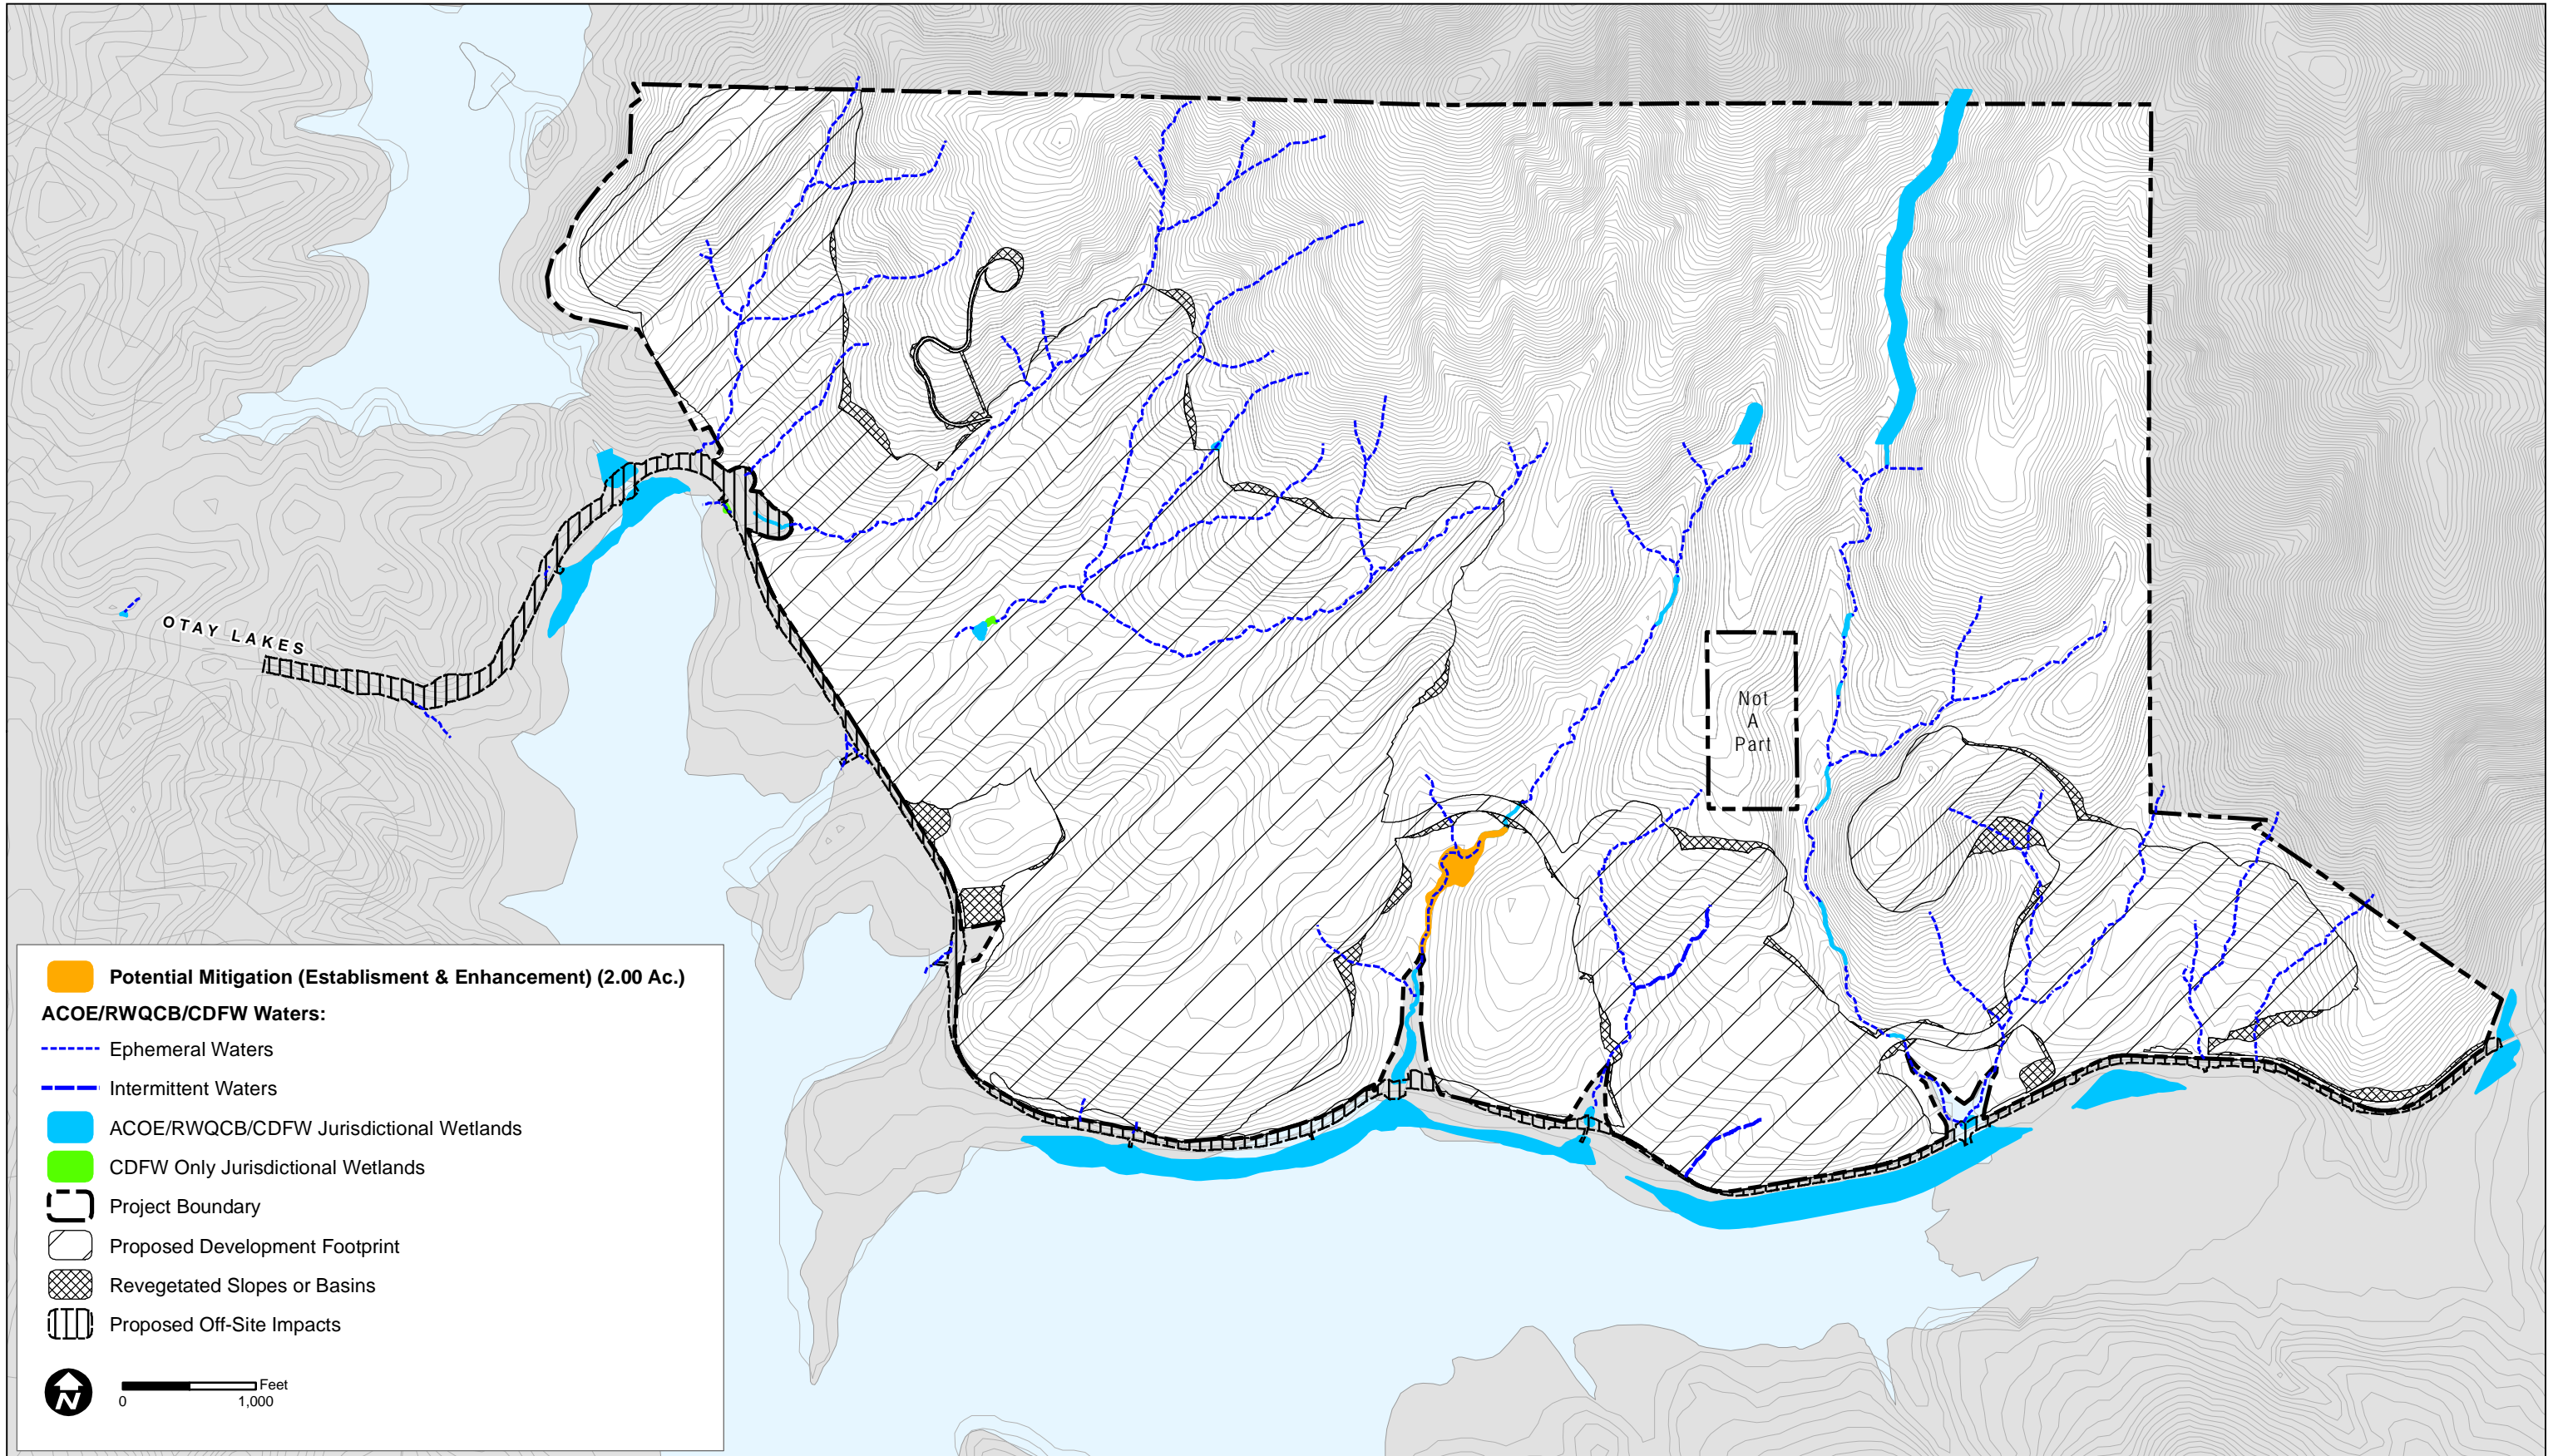 OTAY LAKES
Not
A
Part
Potential Mitigation (Establisment & Enhancement) (2.00 Ac.)
ACOE/RWQCB/CDFW Waters:
Ephemeral Waters
Intermittent Waters
ACOE/RWQCB/CDFW Jurisdictional Wetlands
CDFW Only Jurisdictional Wetlands
Project Boundary
Proposed Development Footprint
Revegetated Slopes or Basins
Proposed Off-Site Impacts
N
Feet
0 1,000